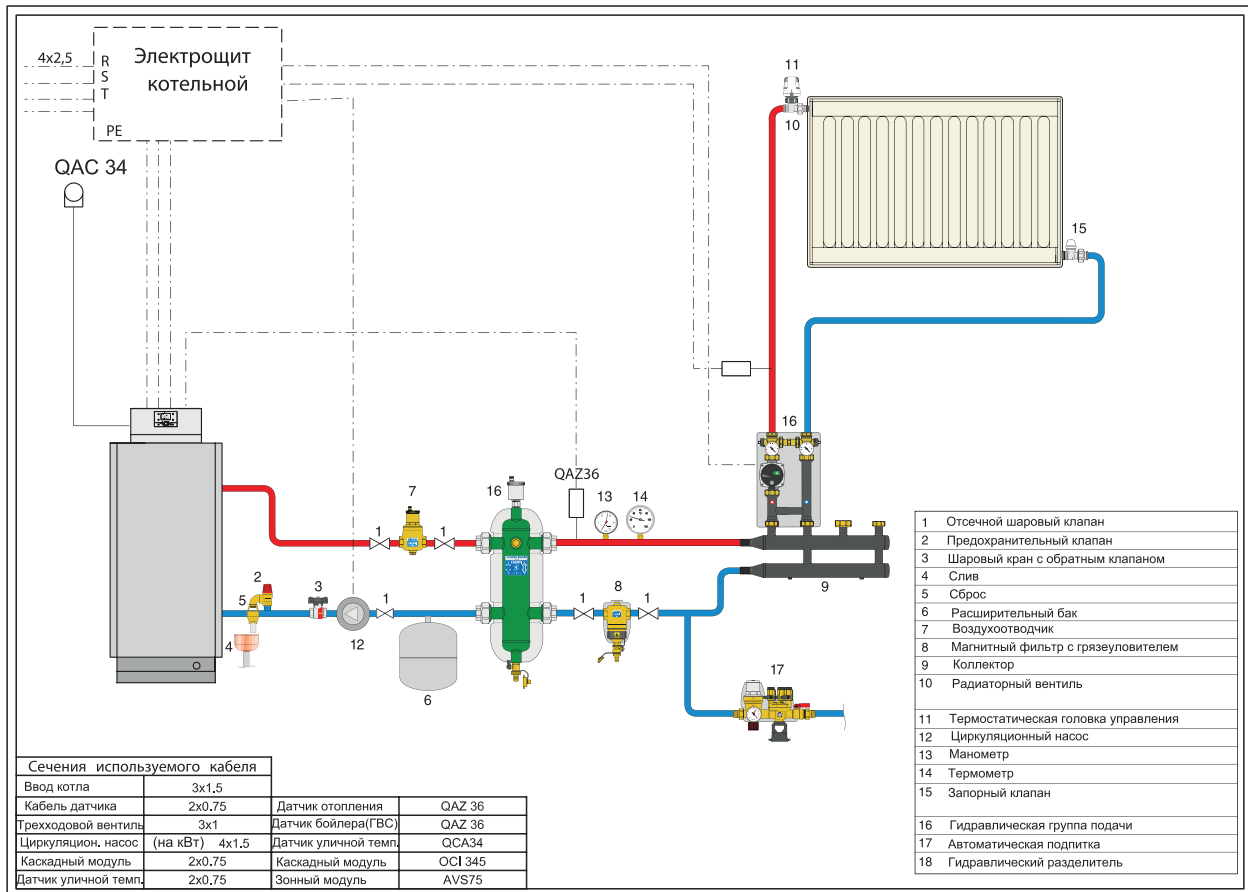 4x2,5
R
S
T
PE
Электрощит
котельной
QAC 34
11
10
15
16
QAZ36
7
16
13
14
1
1
2
5
3
1
1
8
1
4
12
6
9
17
1 Отсечной шаровый клапан
2 Предохранительный клапан
3 Шаровый кран с обратным клапаном
4 Слив
5 Сброс
6 Расширительный бак
7 Воздухоотводчик
8 Магнитный фильтр с грязеуловителем
9 Коллектор
10 Радиаторный вентиль
11 Термостатическая головка управления
12 Циркуляционный насос
13 Манометр
14 Термометр
15 Запорный клапан
16 Гидравлическая группа подачи
17 Автоматическая подпитка
18 Гидравлический разделитель
Сечения используемого кабеля
Ввод котла 3x1.5
Кабель датчика 2x0.75 Датчик отопления QAZ 36
Трехходовой вентиль 3x1 Датчик бойлера(ГВС) QAZ 36
Циркуляцион. насос (на кВт) 4x1.5 Датчик уличной темп. QCA34
Каскадный модуль 2x0.75 Каскадный модуль OCI 345
Датчик уличной темп. 2x0.75 Зонный модуль AVS75